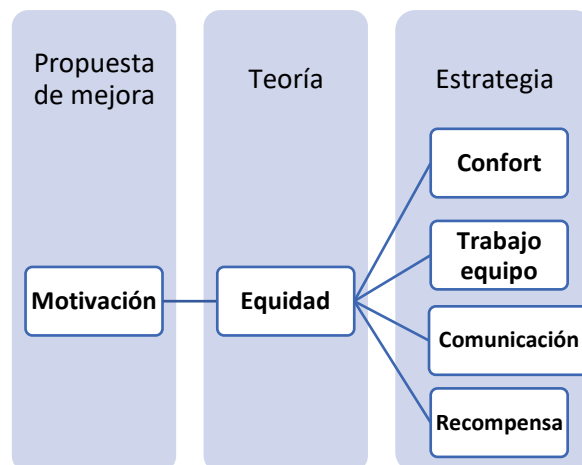 Propuesta
de mejora
Teoría
Estrategia
Motivación
Equidad
Confort
Trabajo
equipo
Comunicación
Recompensa